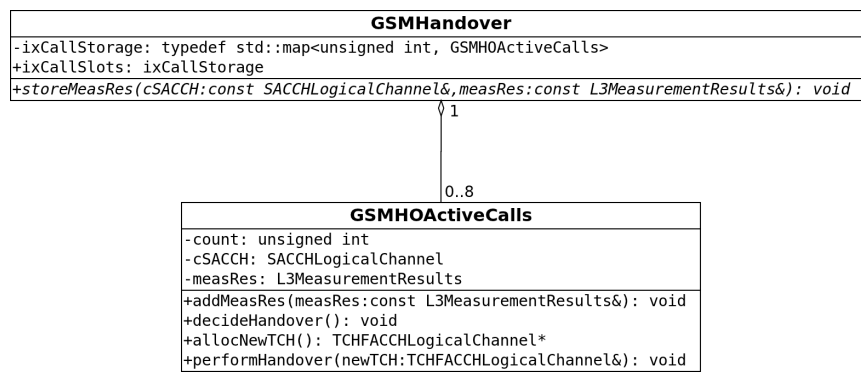 GSMHandover
-ixCallStorage: typedef std::map<unsigned int, GSMHOActiveCalls>
+ixCallSlots: ixCallStorage
+storeMeasRes(cSACCH:const SACCHLogicalChannel&,measRes:const L3MeasurementResults&): void
1
0..8
GSMHOActiveCalls
-count: unsigned int
-cSACCH: SACCHLogicalChannel
-measRes: L3MeasurementResults
+addMeasRes(measRes:const L3MeasurementResults&): void
+decideHandover(): void
+allocNewTCH(): TCHFACCHLogicalChannel*
+performHandover(newTCH:TCHFACCHLogicalChannel&): void